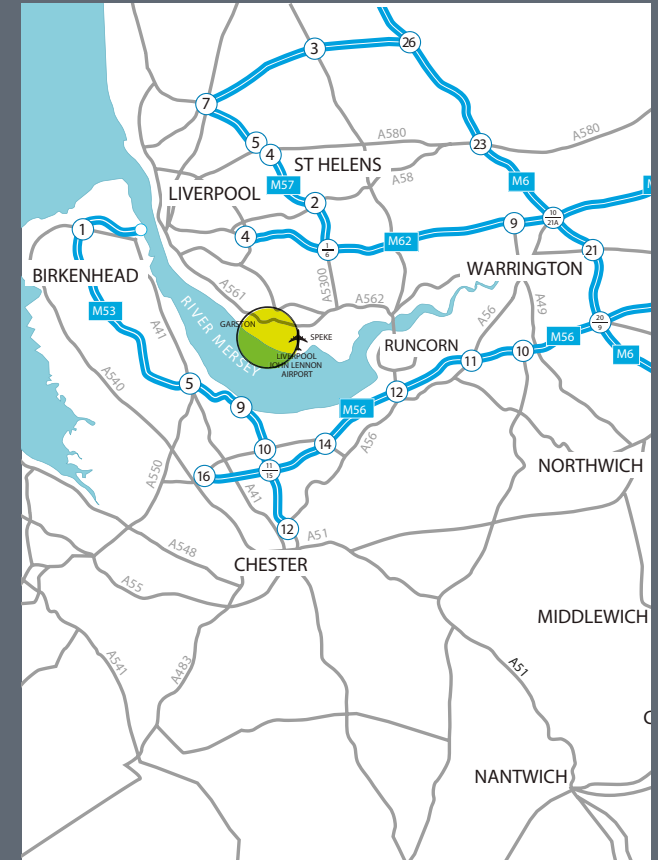 26
3
7
A580
A580
5
23
4
ST HELENS
A58
M57
M6
LIVERPOOL
2
10
21A
9
1
4
M62
1
6
21
BIRKENHEAD
WARRINGTON
A561
A5300
A562
A49
M53
RIVER MERSEY
A56
20
9
GARSTON
SPEKE
A41
M56
RUNCORN
LIVERPOOL
JOHN LENNON
AIRPORT
10
M6
11
A540
5
12
9
M56
A56
14
10
NORTHWICH
A550
11
15
16
A41
12
A51
A548
CHESTER
A55
MIDDLEWICH
A541
A483
A51
NANTWICH